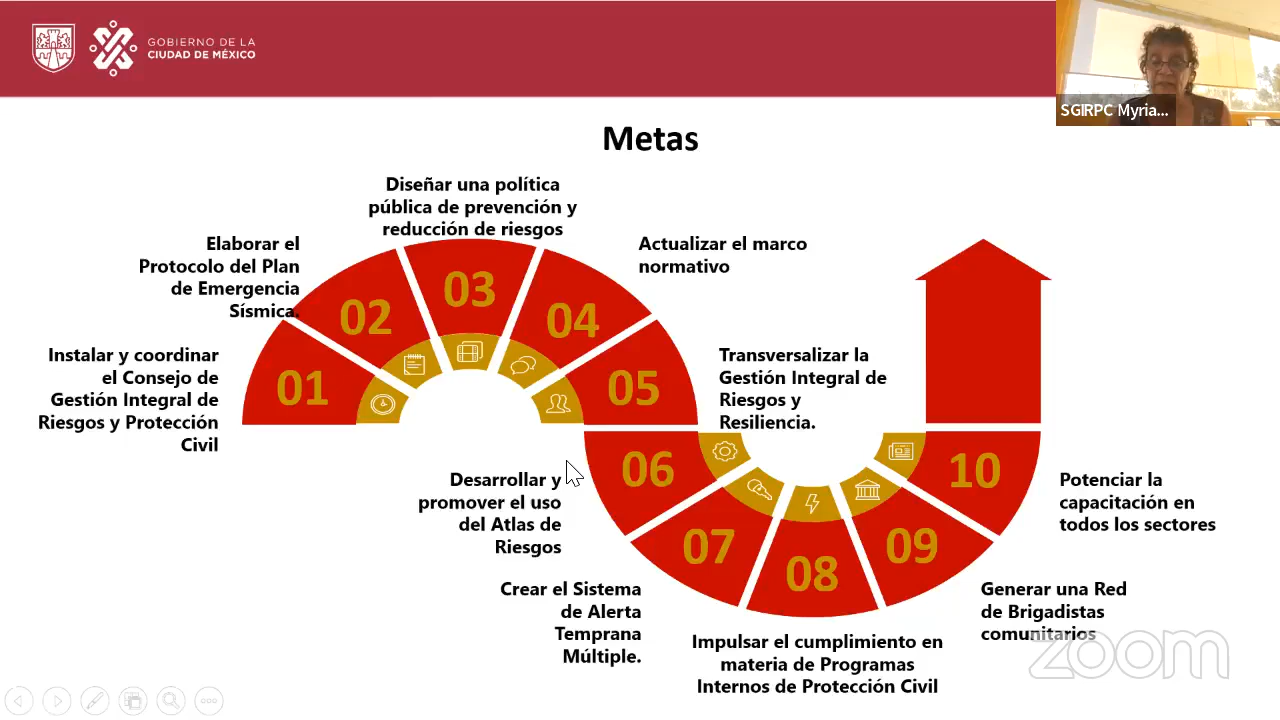 GOBIERNO DE LA
CIUDAD DE MÉXICO
SGIRPC Myria...
Metas
Instalar y coordinar
el Consejo de
Gestión Integral de
Riesgos y Protección
Civil
01
Elaborar el
Protocolo del Plan
de Emergencia
Sísmica.
02
Diseñar una política
pública de prevención y
reducción de riesgos
03
Actualizar el marco
normativo
04
Transversalizar la
Gestión Integral de
Riesgos y
Resiliencia.
05
Desarrollar y
promover el uso
del Atlas de
Riesgos
06
Crear el Sistema
de Alerta
Temprana
Múltiple.
07
Impulsar el cumplimiento en
materia de Programas
Internos de Protección Civil
08
Generar una Red
de Brigadistas
comunitarios
09
Potenciar la
capacitación en
todos los sectores
10
zoom